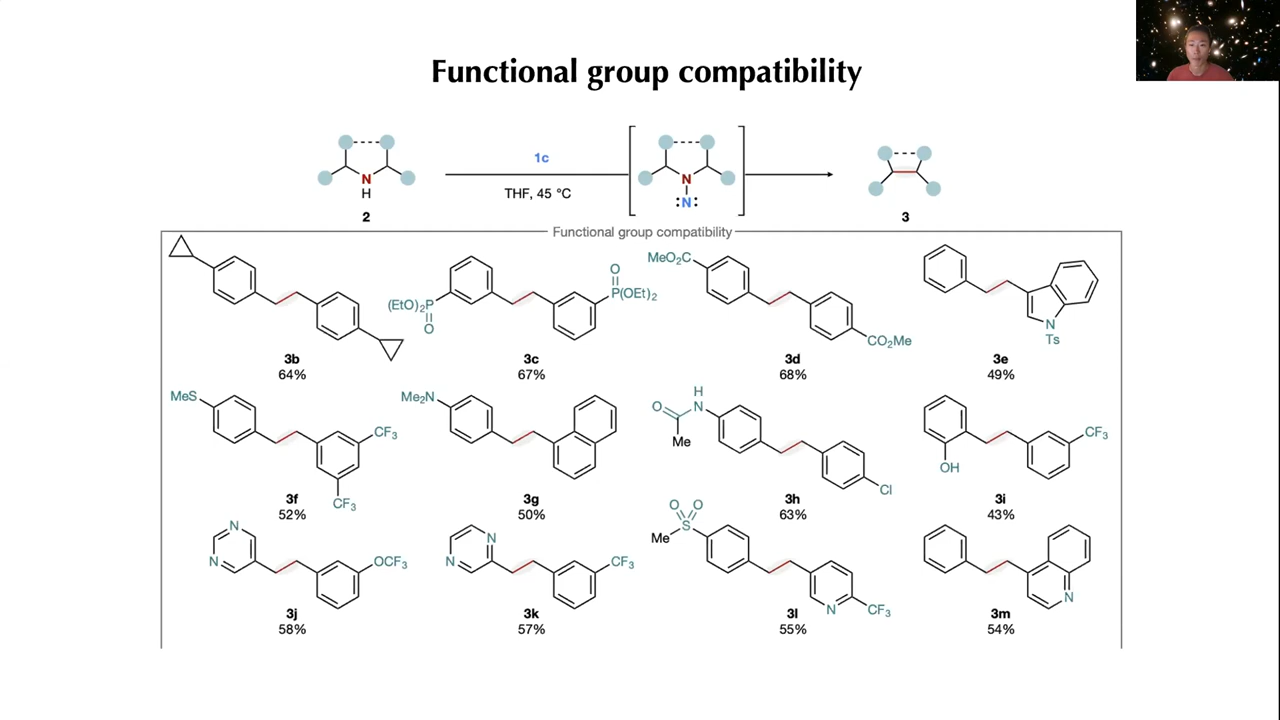 Functional group compatibility
N
H
2
1c
THF, 45 °C
N
:N:
3
Functional group compatibility
3b
64%
(EtO)₂P
O
O
P(OEt)₂
3c
67%
MeO₂C
CO₂Me
3d
68%
N
Ts
3e
49%
MeS
CF₃
CF₃
3f
52%
Me₂N
3g
50%
H
N
O
Me
Cl
3h
63%
OH
CF₃
3i
43%
N
N
OCF₃
3j
58%
N
N
CF₃
3k
57%
O O
S
Me
N
CF₃
3l
55%
N
3m
54%